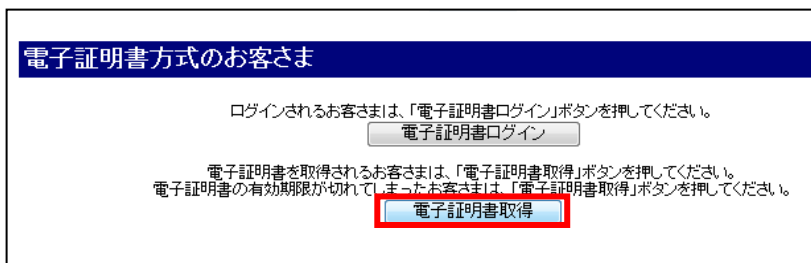 電子証明書方式のお客さま
ログインされるお客さまは、「電子証明書ログイン」ボタンを押してください。
電子証明書ログイン
電子証明書を取得されるお客さまは、「電子証明書取得」ボタンを押してください。
電子証明書の有効期限が切れてしまったお客さまは、「電子証明書取得」ボタンを押してください。
電子証明書取得